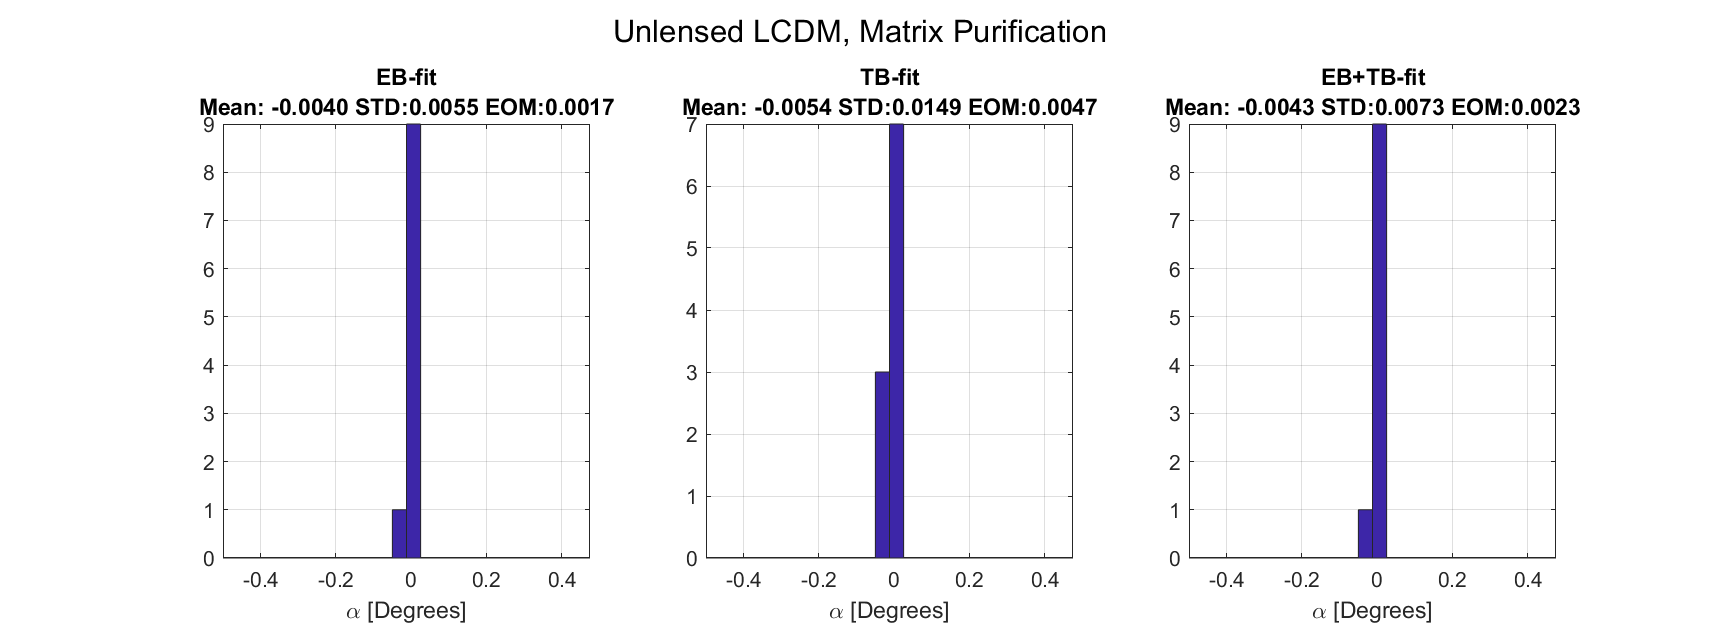 Unlensed LCDM, Matrix Purification
EB-fit
Mean: -0.0040 STD:0.0055 EOM:0.0017
9
8
7
6
5
4
3
2
1
0
-0.4 -0.2 0 0.2 0.4
α [Degrees]
TB-fit
Mean: -0.0054 STD:0.0149 EOM:0.0047
7
6
5
4
3
2
1
0
-0.4 -0.2 0 0.2 0.4
α [Degrees]
EB+TB-fit
Mean: -0.0043 STD:0.0073 EOM:0.0023
9
8
7
6
5
4
3
2
1
0
-0.4 -0.2 0 0.2 0.4
α [Degrees]